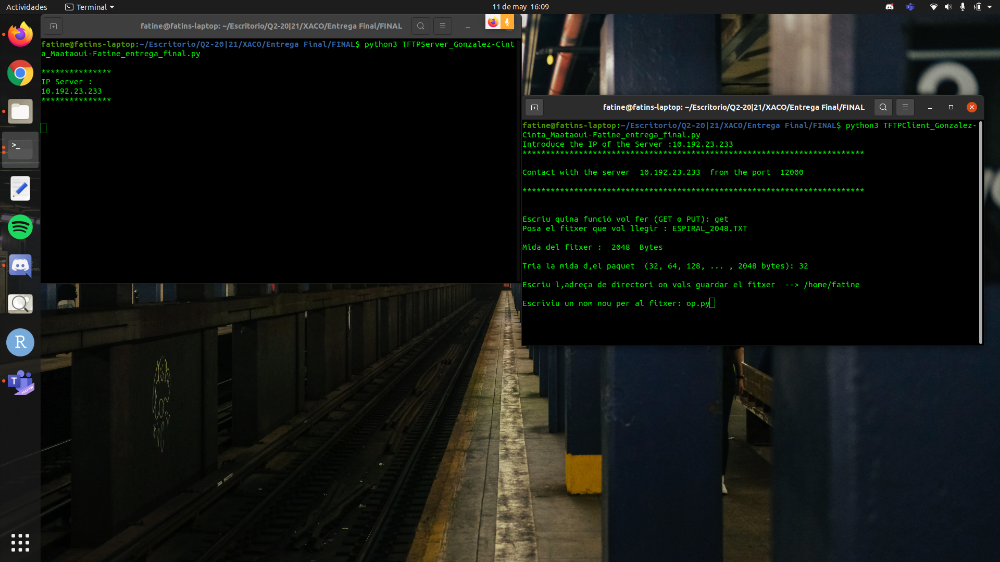 Actividades
Terminal
11 de may  16:09
fatine@fatins-laptop: ~/Escritorio/Q2-20|21/XACO/Entrega Final/FINAL
fatine@fatins-laptop:~/Escritorio/Q2-20|21/XACO/Entrega Final/FINAL$ python3 TFTPServer_Gonzalez-Cint
a_Maataoui-Fatine_entrega_final.py
***************
IP Server :
10.192.23.233
***************
fatine@fatins-laptop: ~/Escritorio/Q2-20|21/XACO/Entrega Final/FINAL
fatine@fatins-laptop:~/Escritorio/Q2-20|21/XACO/Entrega Final/FINAL$ python3 TFTPClient_Gonzalez-
Cinta_Maataoui-Fatine_entrega_final.py
Introduce the IP of the Server :10.192.23.233
*************************************************************************
Contact with the server  10.192.23.233  from the port  12000
*************************************************************************
Escriu quina funció vol fer (GET o PUT): get
Posa el fitxer que vol llegir : ESPIRAL_2048.TXT
Mida del fitxer :  2048  Bytes
Tria la mida d,el paquet  (32, 64, 128, ... , 2048 bytes): 32
Escriu l,adreça de directori on vols guardar el fitxer  --> /home/fatine
Escriviu un nom nou per al fitxer: op.py
>_
R
T
PREVIEW